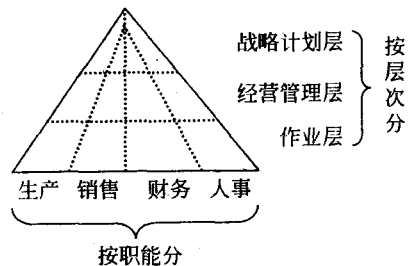 战略计划层
经营管理层
作业层
按层次分
生产 销售 财务 人事
按职能分